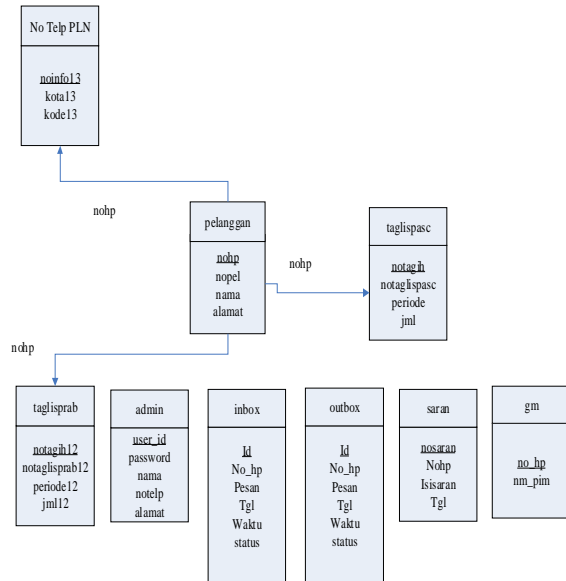 No Telp PLN
noinfo13
kota13
kode13
nohp
pelanggan
nohp
nopel
nama
alamat
nohp
taglispasc
notagih
notaglispasc
periode
jml
nohp
taglisprab
notagih12
notaglisprab12
periode12
jml12
admin
user_id
password
nama
notelp
alamat
inbox
Id
No_hp
Pesan
Tgl
Waktu
status
outbox
Id
No_hp
Pesan
Tgl
Waktu
status
saran
nosaran
Nohp
Isisaran
Tgl
gm
no_hp
nm_pim